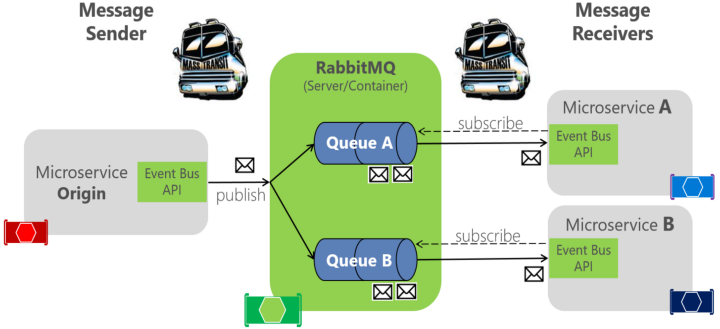 Message
Sender
Message
Receivers
MASS TRANSIT
MASS TRANSIT
RabbitMQ
(Server/Container)
Microservice A
Event Bus
API
subscribe
Queue A
Microservice
Origin
Event Bus
API
publish
Microservice B
Event Bus
API
subscribe
Queue B